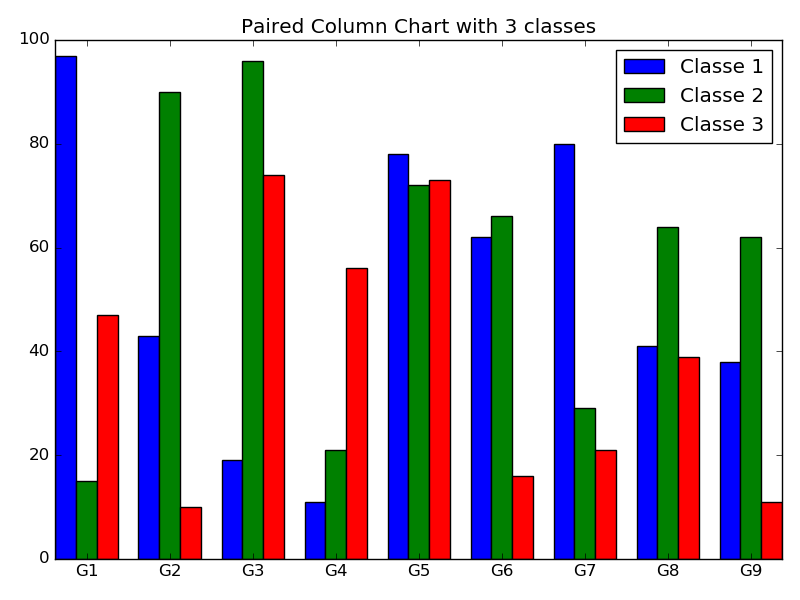 Paired Column Chart with 3 classes
100
80
60
40
20
0
Classe 1
Classe 2
Classe 3
G1 G2 G3 G4 G5 G6 G7 G8 G9